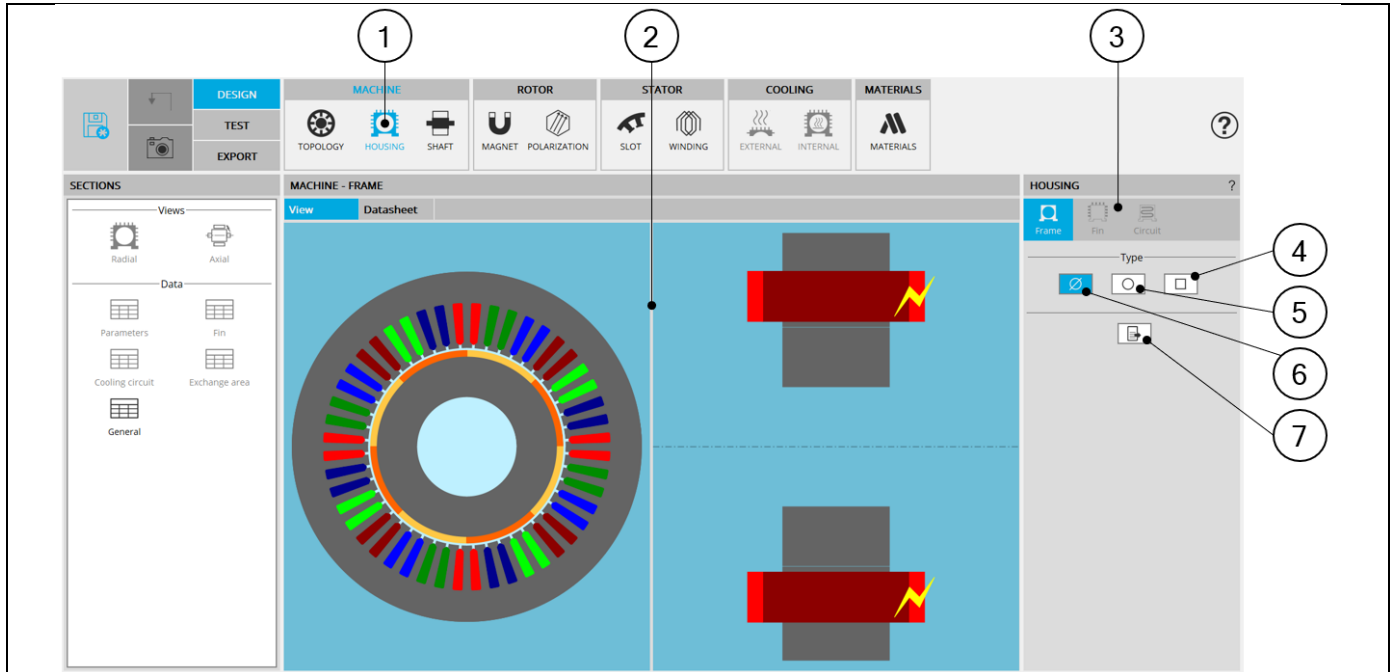 1
2
3
DESIGN
TEST
EXPORT
MACHINE
ROTOR
STATOR
COOLING
MATERIALS
TOPOLOGY
HOUSING
SHAFT
MAGNET
POLARIZATION
SLOT
WINDING
EXTERNAL
INTERNAL
MATERIALS
?
SECTIONS
MACHINE - FRAME
HOUSING
?
Views
Radial
Axial
Data
Parameters
Fin
Cooling circuit
Exchange area
General
View
Datasheet
Frame
Fin
Circuit
Type
4
5
6
7